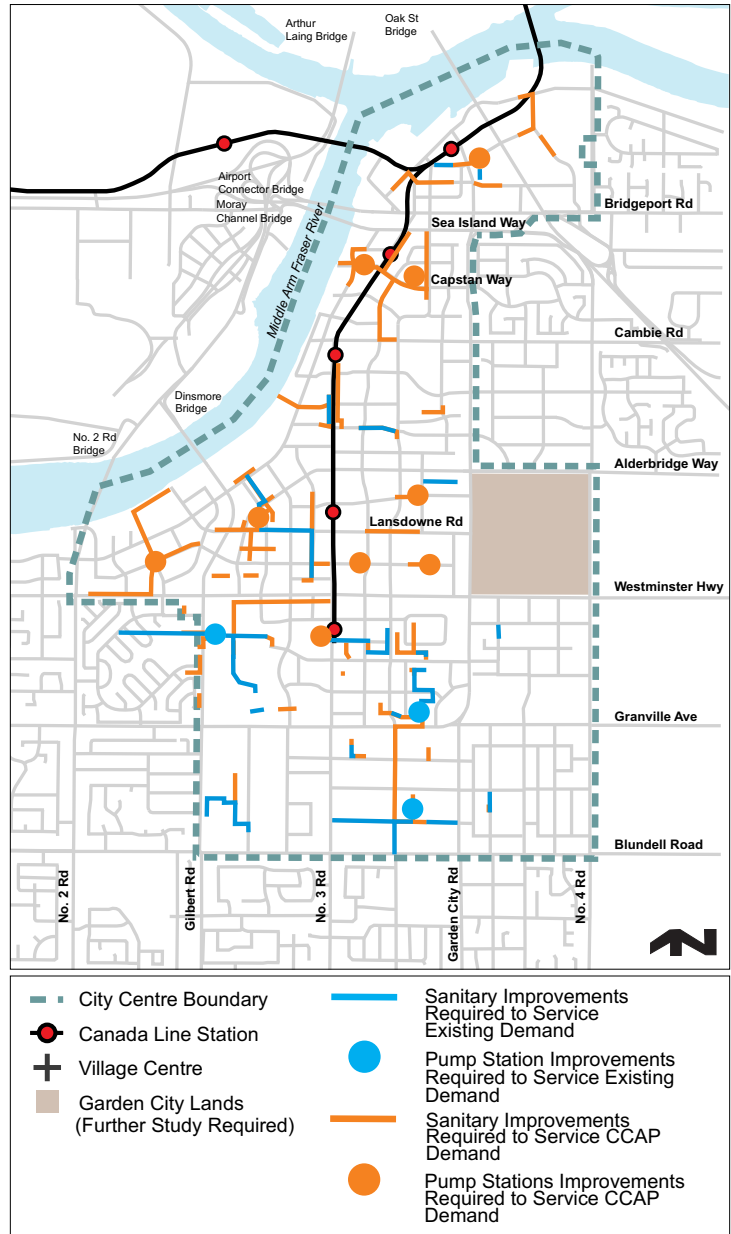 Arthur
Laing Bridge
Oak St
Bridge
Airport
Connector Bridge
Moray
Channel Bridge
Bridgeport Rd
Sea Island Way
Middle Arm Fraser River
Capstan Way
Cambie Rd
Dinsmore
Bridge
No. 2 Rd
Bridge
Alderbridge Way
Lansdowne Rd
Westminster Hwy
Granville Ave
Blundell Road
No. 2 Rd
Gilbert Rd
No. 3 Rd
Garden City Rd
No. 4 Rd
N
City Centre Boundary
Canada Line Station
Village Centre
Garden City Lands
(Further Study Required)
Sanitary Improvements
Required to Service
Existing Demand
Pump Station Improvements
Required to Service Existing
Demand
Sanitary Improvements
Required to Service CCAP
Demand
Pump Stations Improvements
Required to Service CCAP
Demand